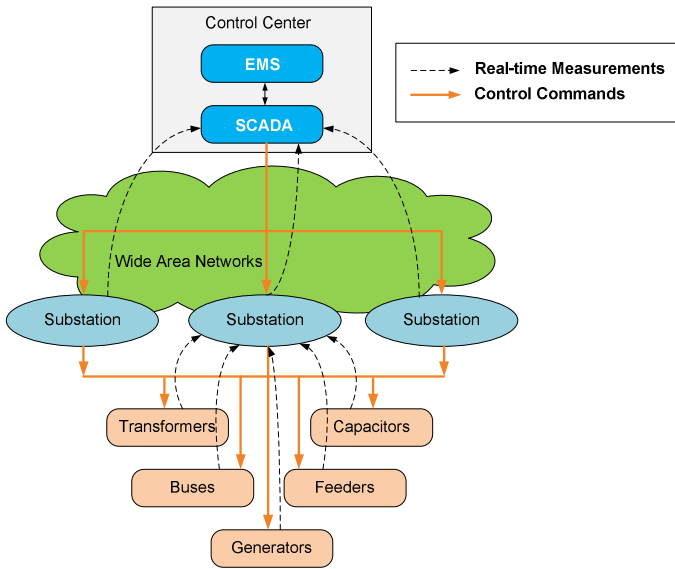 Control Center
EMS
SCADA
Real-time Measurements
Control Commands
Wide Area Networks
Substation
Substation
Substation
Transformers
Capacitors
Buses
Feeders
Generators